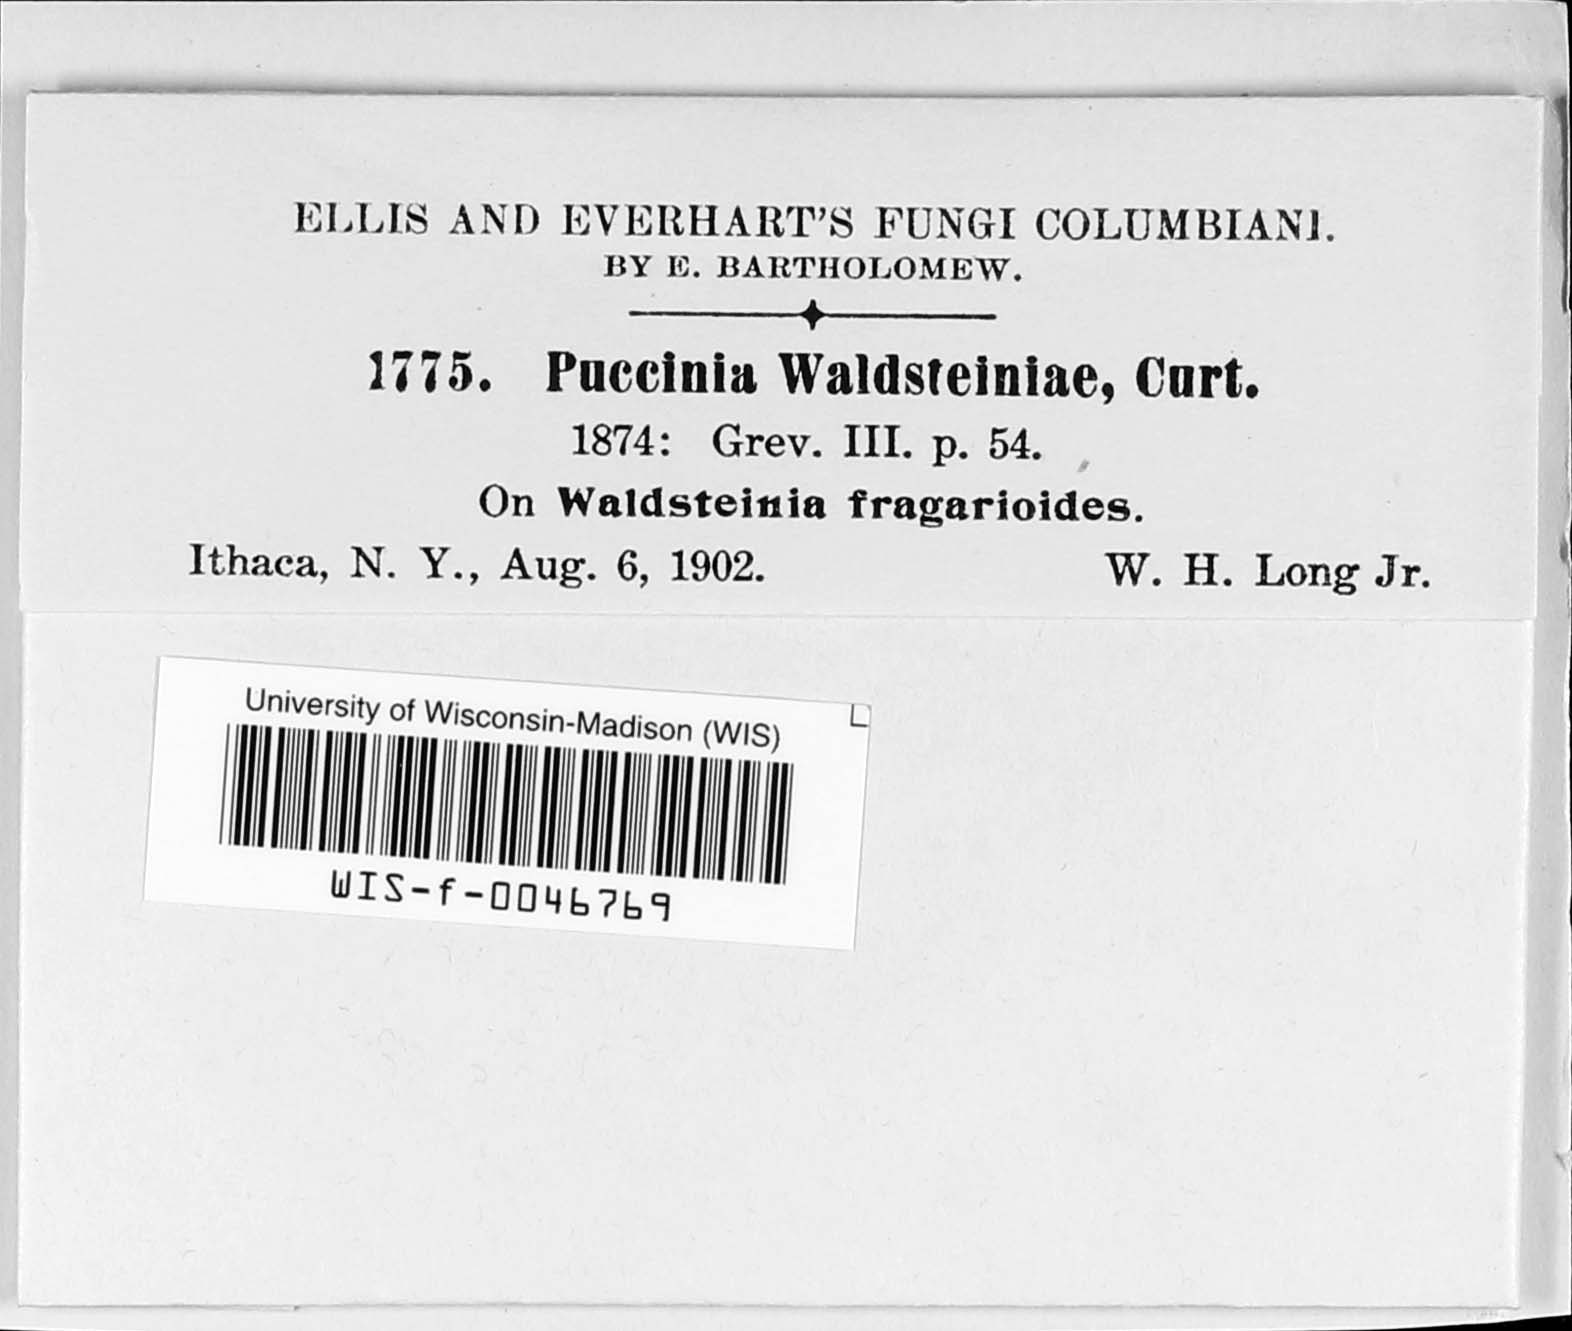 ELLIS AND EVERHART'S FUNGI COLUMBIANI.
BY E. BARTHOLOMEW.
1775. Puccinia Waldsteiniae, Curt.
1874: Grev. III. p. 54.
On Waldsteinia fragarioides.
Ithaca, N. Y., Aug. 6, 1902. W. H. Long Jr.
University of Wisconsin-Madison (WIS)
WIS-f-0046769